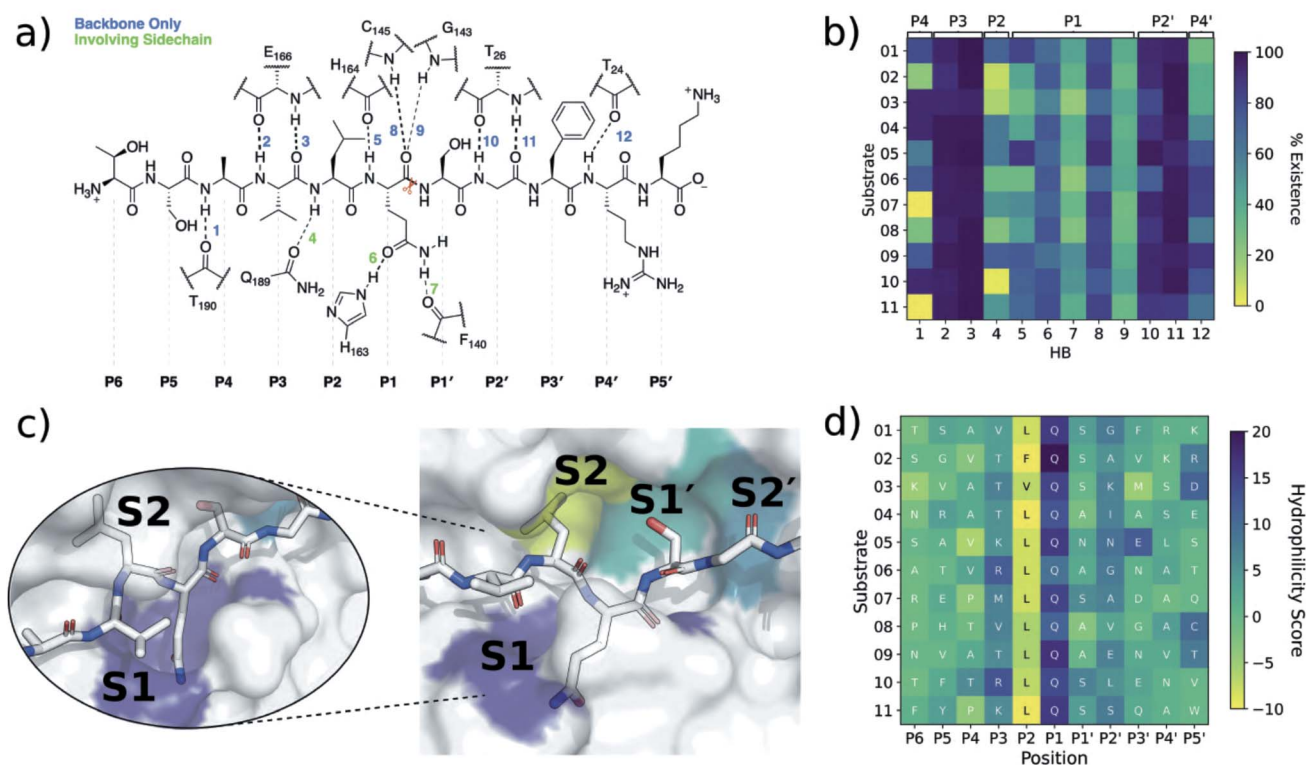 a)
Backbone Only
Involving Sidechain
C145
G143
E166
H164
T26
T24
N
H
O
2
3
5
8
9
10
11
12
OH
+NH3
H3N+
O−
1
4
6
7
T190
Q189
NH2
H163
F140
NH
H2N+
NH2
P6 P5 P4 P3 P2 P1 P1′ P2′ P3′ P4′ P5′
b)
P4 P3 P2 P1 P2' P4'
Substrate
01
02
03
04
05
06
07
08
09
10
11
1 2 3 4 5 6 7 8 9 10 11 12
HB
100
80
60
40
20
0
% Existence
c)
S2
S1
S2
S1′
S2′
S1
d)
Substrate
01 T S A V L Q S G F R K
02 S G V T F Q S A V K R
03 K V A T V Q S K M S D
04 N R A T L Q A I A S E
05 S A V K L Q N N E L S
06 A T V R L Q A G N A T
07 R E P M L Q S A D A Q
08 P H T V L Q A V G A C
09 N V A T L Q A E N V T
10 T F T R L Q S L E N V
11 F Y P K L Q S S Q A W
P6 P5 P4 P3 P2 P1 P1' P2' P3' P4' P5'
Position
20
15
10
5
0
−5
−10
Hydrophilicity Score